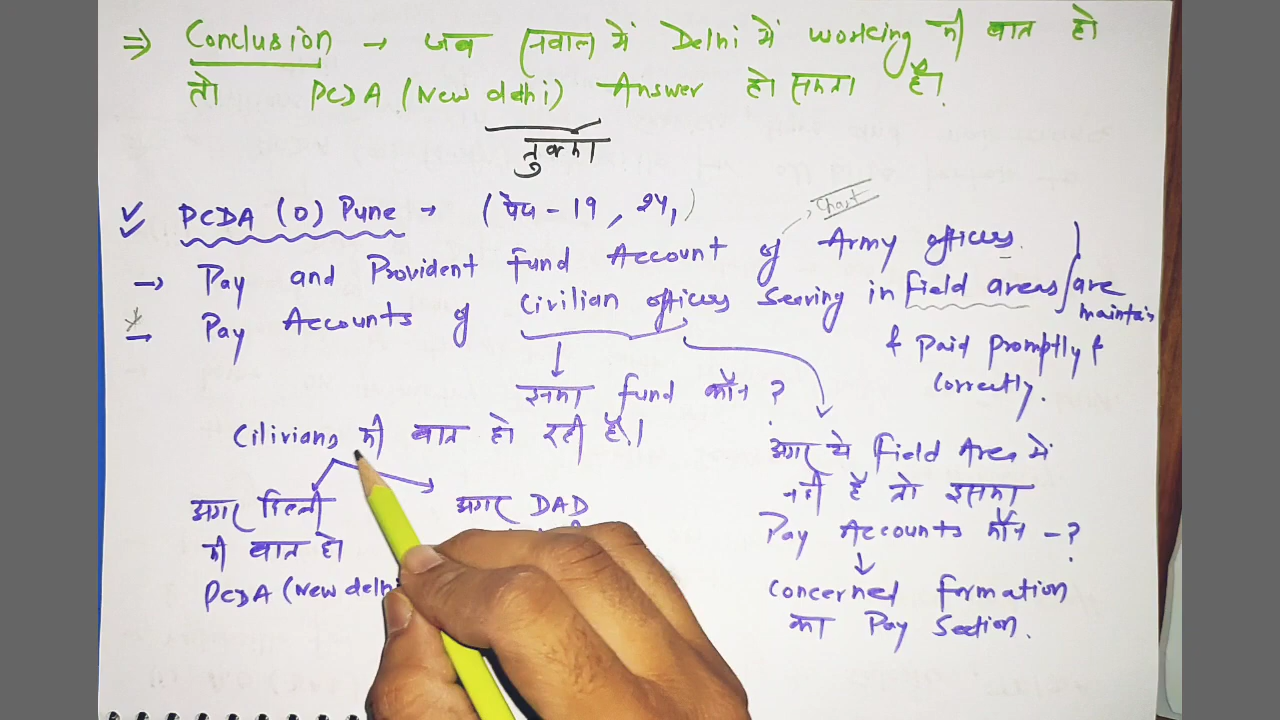 ⇒ Conclusion → जब सवाल में Delhi में working की बात हो
तो PCDA (New delhi) Answer हो सकता है।
तुक्का
PCDA (O) Pune → (पेप - 19, 24,)
Chart
→ Pay and Provident fund Account of Army officers
→ Pay Accounts of Civilian officers Serving in field areas are
maintain
& Paid promptly &
Correctly.
इनका fund कौन ?
Cilivians की बात हो रही है।
अगर ये field Area में
नही है तो इसका
Pay Accounts कौन - ?
Concerned formation
का Pay Section.
अगर दिल्ली
की बात हो
PCDA (New delhi
अगर DAD